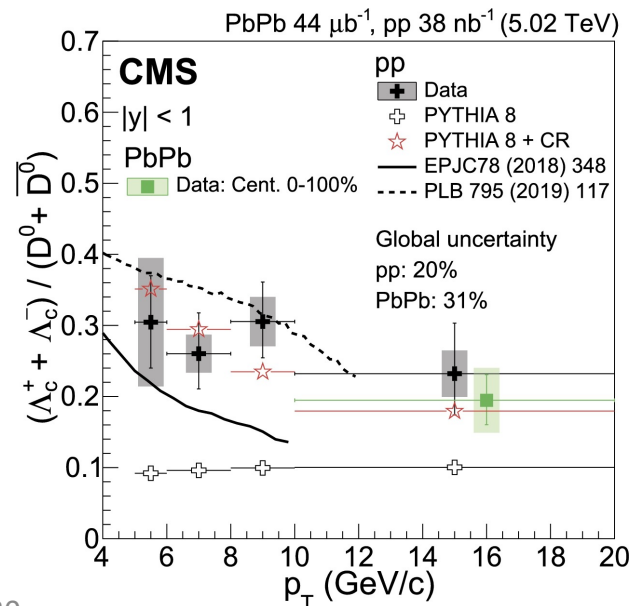 PbPb 44 μb⁻¹, pp 38 nb⁻¹ (5.02 TeV)
CMS
|y| < 1
PbPb
Data: Cent. 0-100%
pp
Data
PYTHIA 8
PYTHIA 8 + CR
EPJC78 (2018) 348
PLB 795 (2019) 117
Global uncertainty
pp: 20%
PbPb: 31%
(Λc⁺ + Λc⁻) / (D⁰+ D̅⁰)
0.7
0.6
0.5
0.4
0.3
0.2
0.1
0
4 6 8 10 12 14 16 18 20
pT (GeV/c)